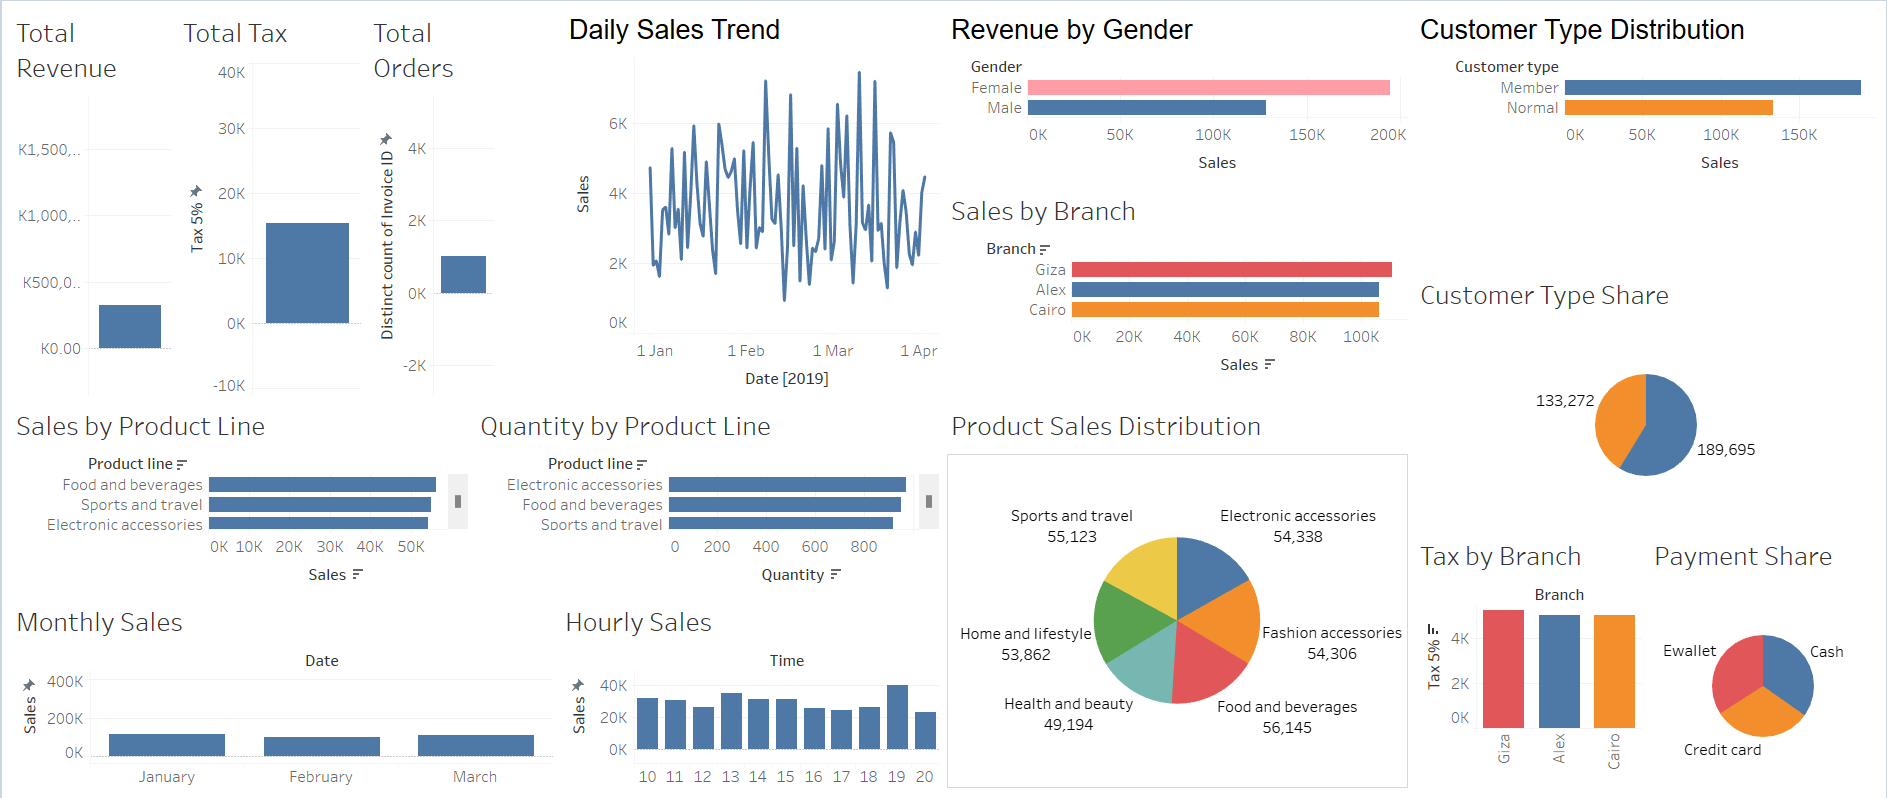 Total
Revenue
K1,500,..
K1,000,..
K500,0..
K0.00
Total Tax
Tax 5%
40K
30K
20K
10K
0K
-10K
Total
Orders
Distinct count of Invoice ID
4K
2K
0K
-2K
Daily Sales Trend
Sales
6K
4K
2K
0K
1 Jan 1 Feb 1 Mar 1 Apr
Date [2019]
Revenue by Gender
Gender
Female
Male
0K 50K 100K 150K 200K
Sales
Customer Type Distribution
Customer type
Member
Normal
0K 50K 100K 150K
Sales
Sales by Branch
Branch
Giza
Alex
Cairo
0K 20K 40K 60K 80K 100K
Sales
Customer Type Share
133,272
189,695
Sales by Product Line
Product line
Food and beverages
Sports and travel
Electronic accessories
0K 10K 20K 30K 40K 50K
Sales
Quantity by Product Line
Product line
Electronic accessories
Food and beverages
Sports and travel
0 200 400 600 800
Quantity
Product Sales Distribution
Sports and travel
55,123
Electronic accessories
54,338
Home and lifestyle
53,862
Fashion accessories
54,306
Health and beauty
49,194
Food and beverages
56,145
Tax by Branch
Branch
Tax 5%
4K
2K
0K
Giza
Alex
Cairo
Payment Share
Ewallet
Cash
Credit card
Monthly Sales
Date
Sales
400K
200K
0K
January February March
Hourly Sales
Time
Sales
40K
20K
0K
10 11 12 13 14 15 16 17 18 19 20